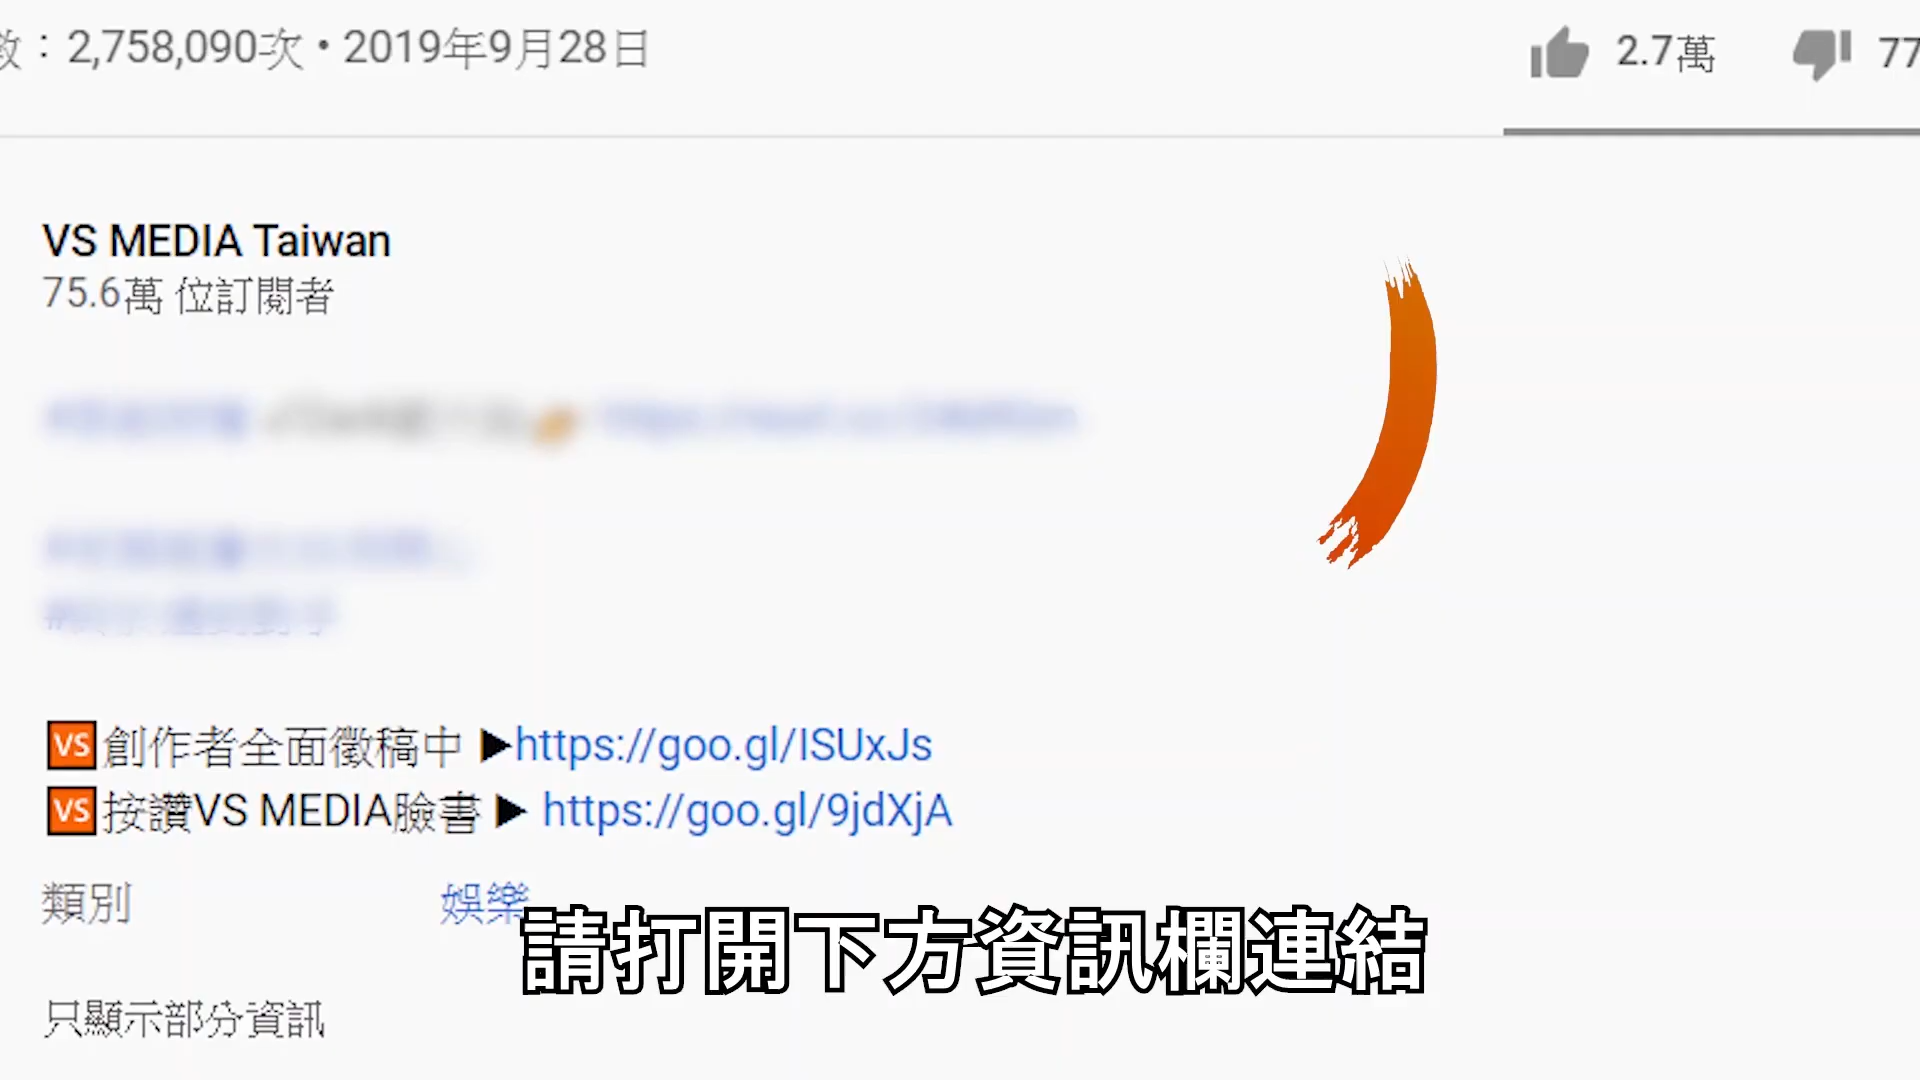 數：2,758,090次 • 2019年9月28日
2.7萬
77
VS MEDIA Taiwan
75.6萬 位訂閱者
VS 創作者全面徵稿中 ▶https://goo.gl/ISUxJs
VS 按讚VS MEDIA臉書 ▶ https://goo.gl/9jdXjA
類別 娛樂
請打開下方資訊欄連結
只顯示部分資訊